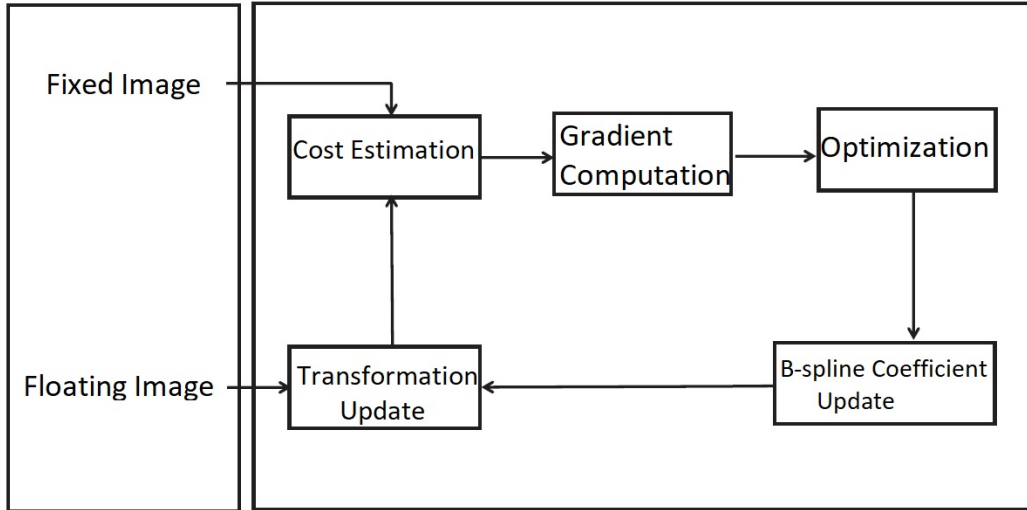 Fixed Image
Cost Estimation
Gradient
Computation
Optimization
Floating Image
Transformation
Update
B-spline Coefficient
Update